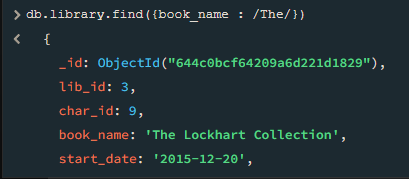 > db.library.find({book_name : /The/})
< {
_id: ObjectId("644c0bcf64209a6d221d1829"),
lib_id: 3,
char_id: 9,
book_name: 'The Lockhart Collection',
start_date: '2015-12-20',